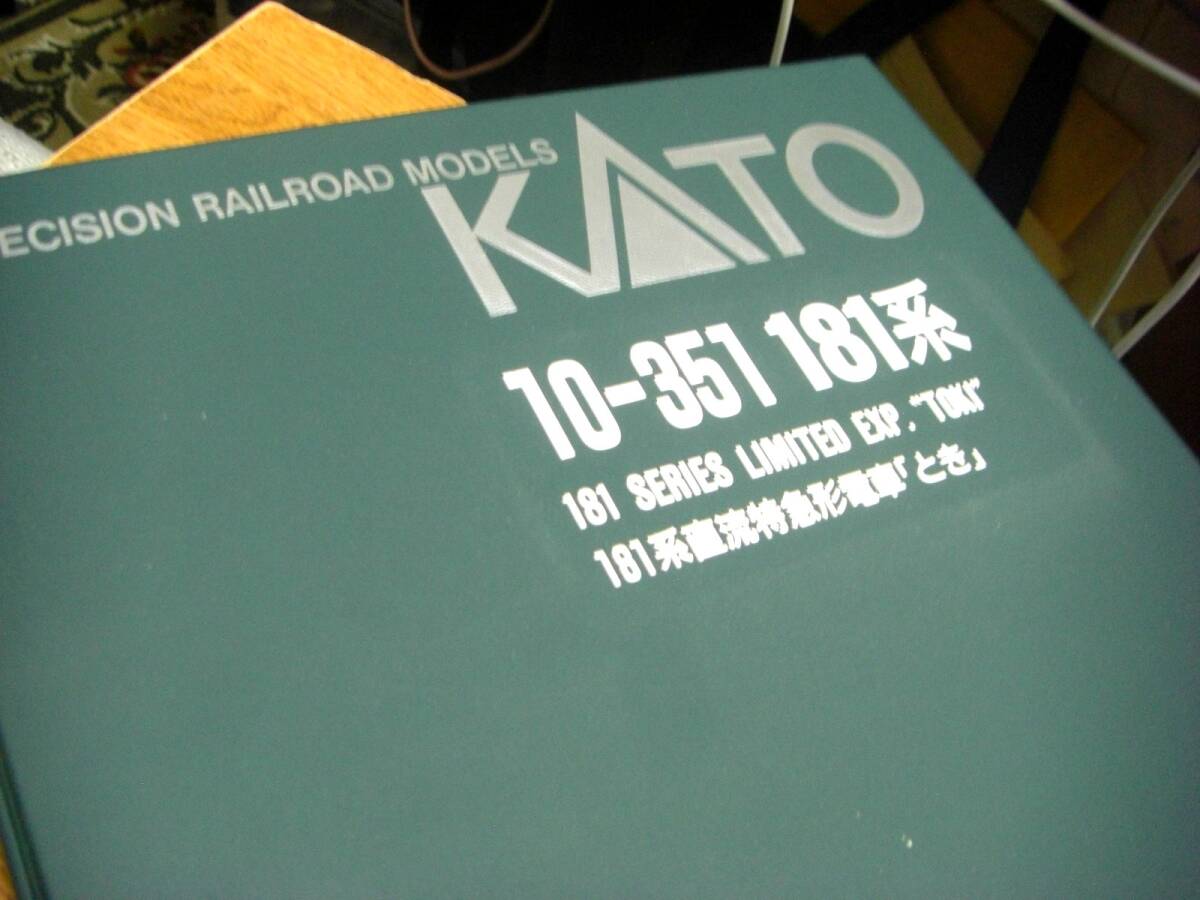 ECISION RAILROAD MODELS
KATO
10-351 181系
181 SERIES LIMITED EXP. "TOKI"
181系直流特急形電車「とき」